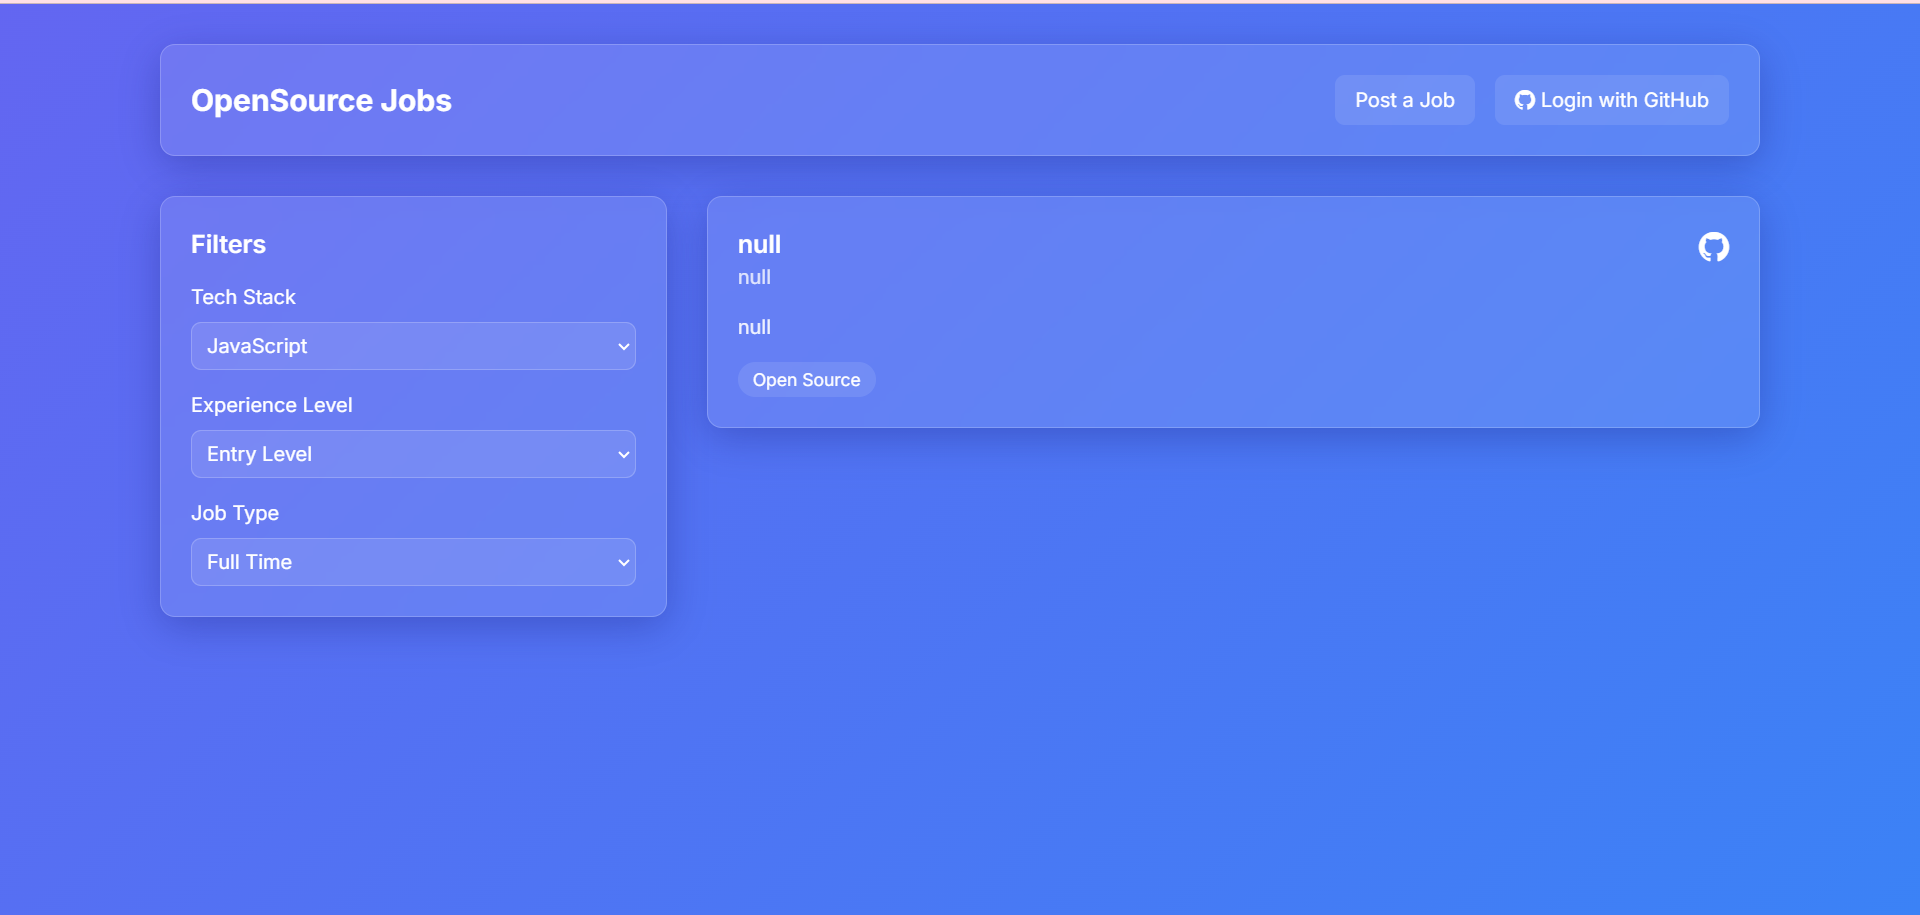 OpenSource Jobs
Post a Job
Login with GitHub
Filters
Tech Stack
JavaScript
Experience Level
Entry Level
Job Type
Full Time
null
null
null
Open Source